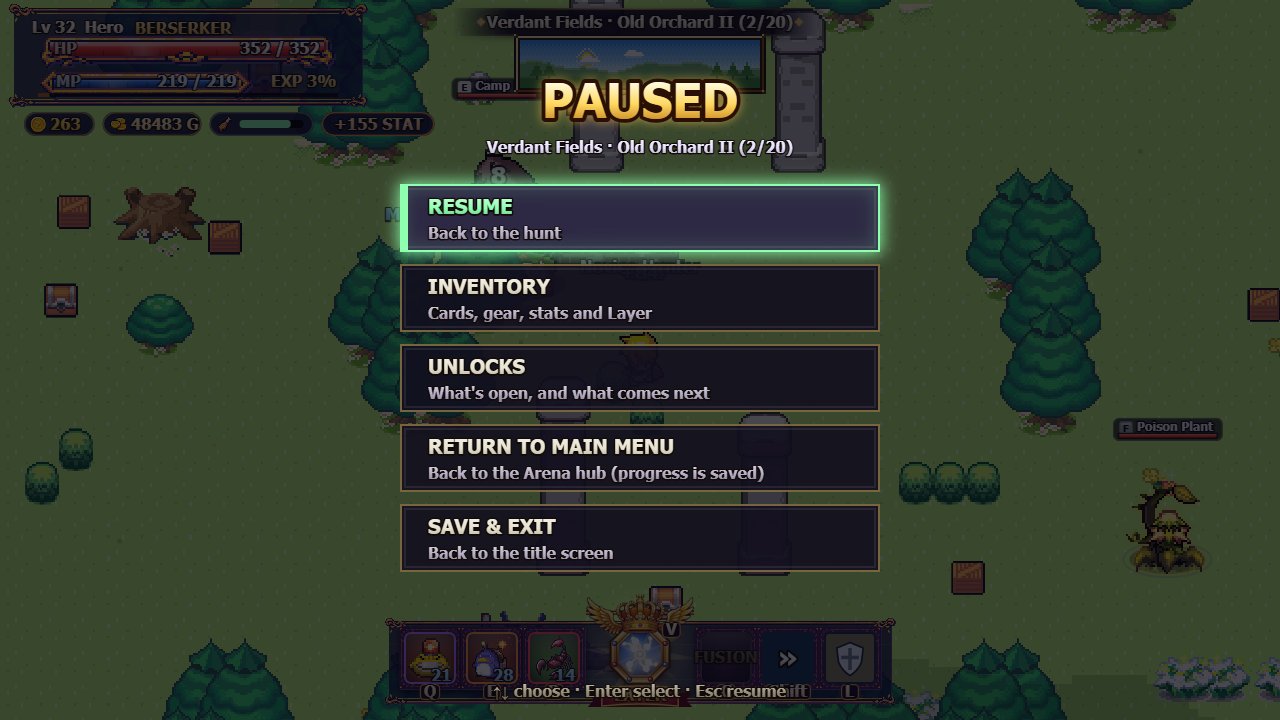 Lv 32 Hero BERSERKER
HP 352 / 352
MP 219 / 219 EXP 3%
263 48483 G +155 STAT
Verdant Fields · Old Orchard II (2/20)
E Camp
PAUSED
Verdant Fields · Old Orchard II (2/20)
8
RESUME
Back to the hunt
INVENTORY
Cards, gear, stats and Layer
UNLOCKS
What's open, and what comes next
RETURN TO MAIN MENU
Back to the Arena hub (progress is saved)
SAVE & EXIT
Back to the title screen
E Poison Plant
V
21 28 14 FUSION »
Q L
↑↓ choose · Enter select · Esc resume